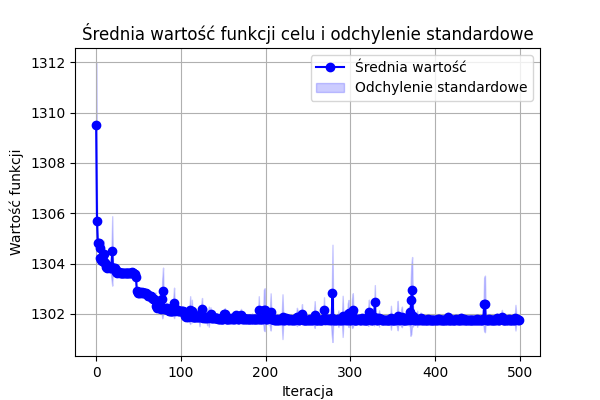 Średnia wartość funkcji celu i odchylenie standardowe
Średnia wartość
Odchylenie standardowe
Wartość funkcji
1312
1310
1308
1306
1304
1302
0 100 200 300 400 500
Iteracja